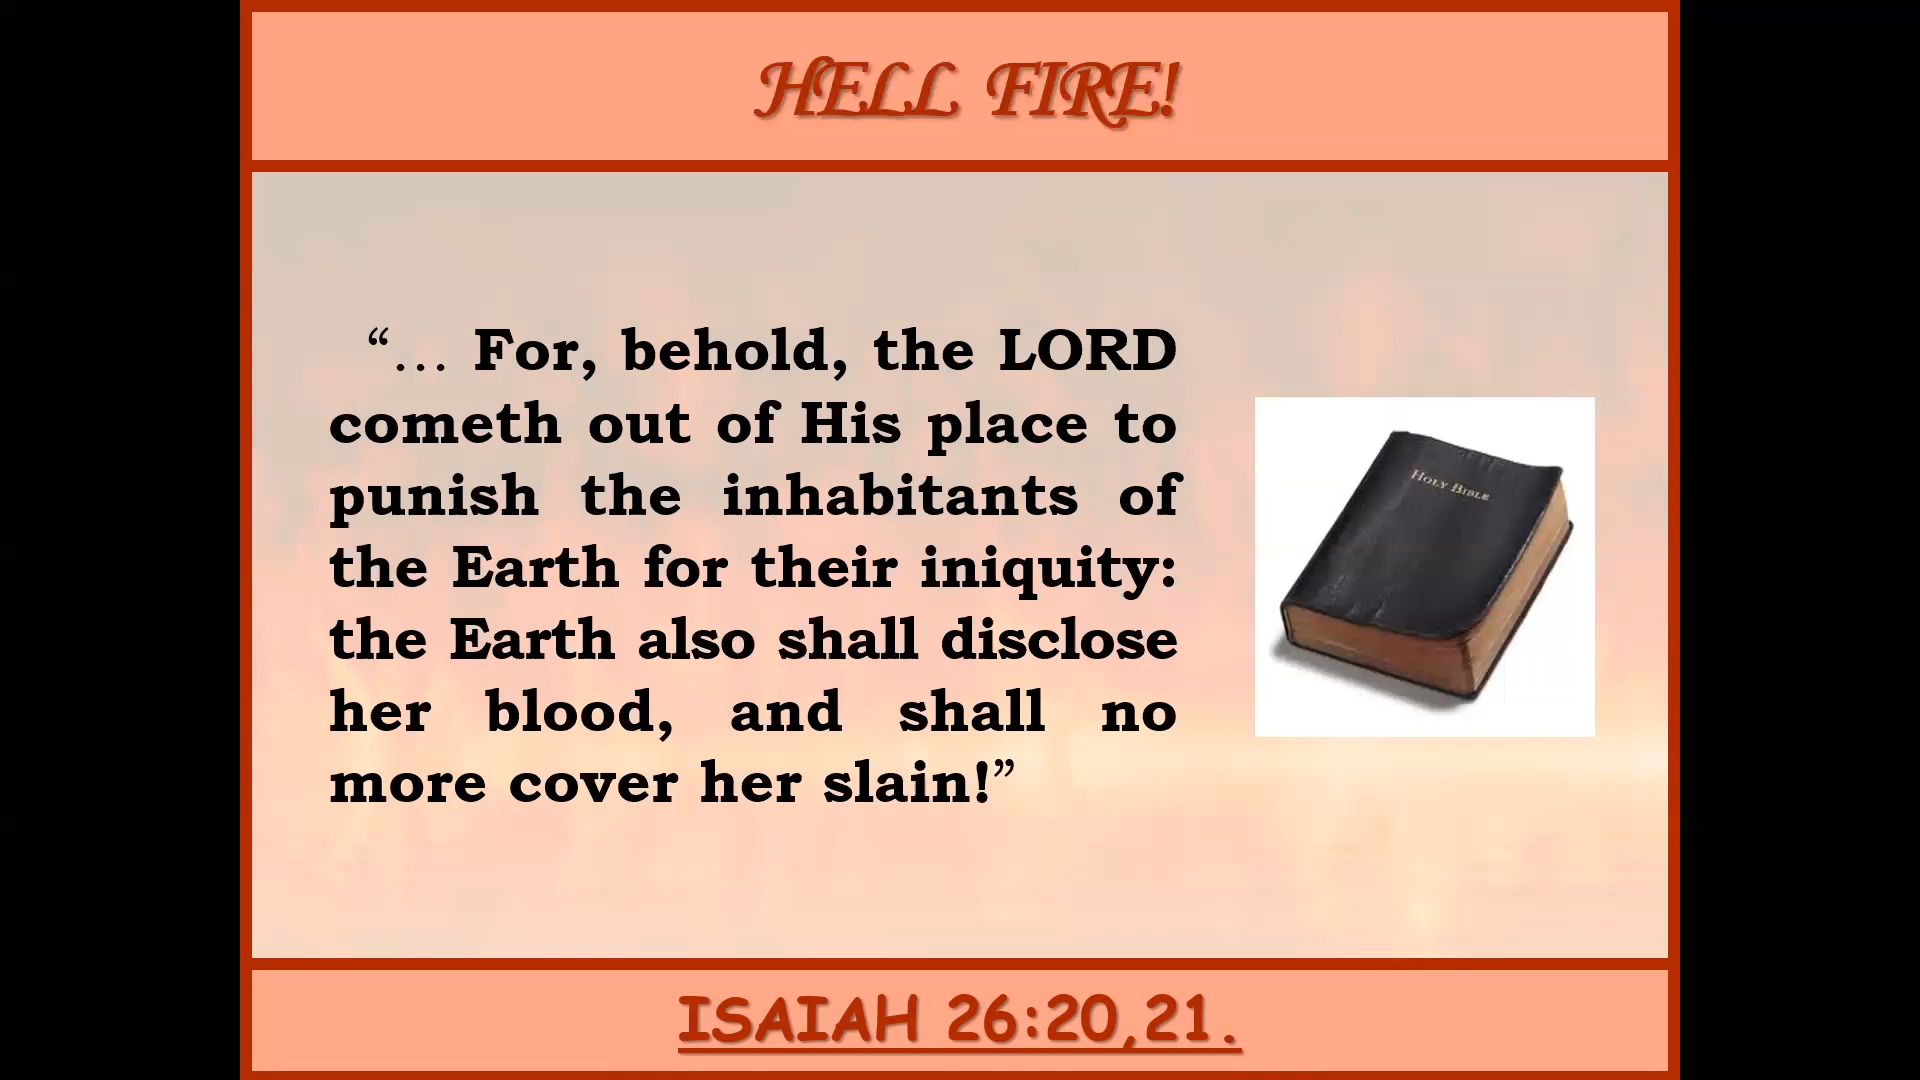 HELL FIRE!
“… For, behold, the LORD
cometh out of His place to
punish the inhabitants of
the Earth for their iniquity:
the Earth also shall disclose
her blood, and shall no
more cover her slain!”
HOLY BIBLE
ISAIAH 26:20,21.